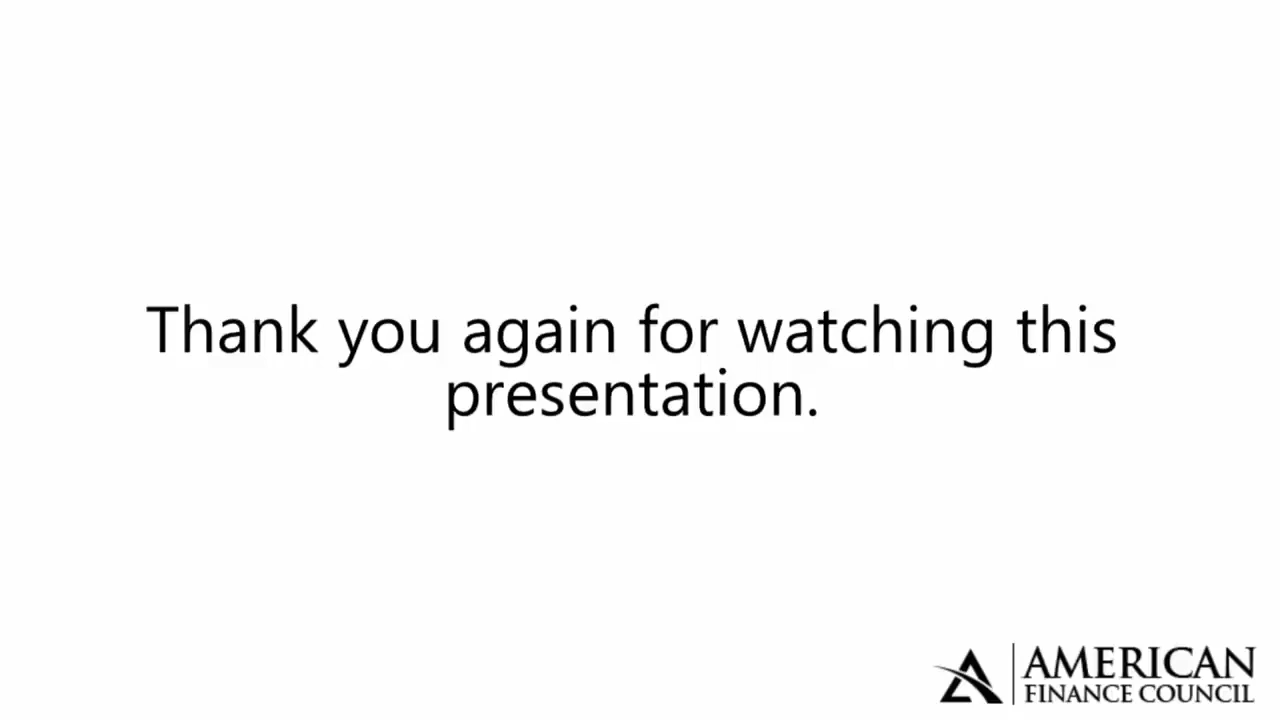 Thank you again for watching this
presentation.
AMERICAN
FINANCE COUNCIL